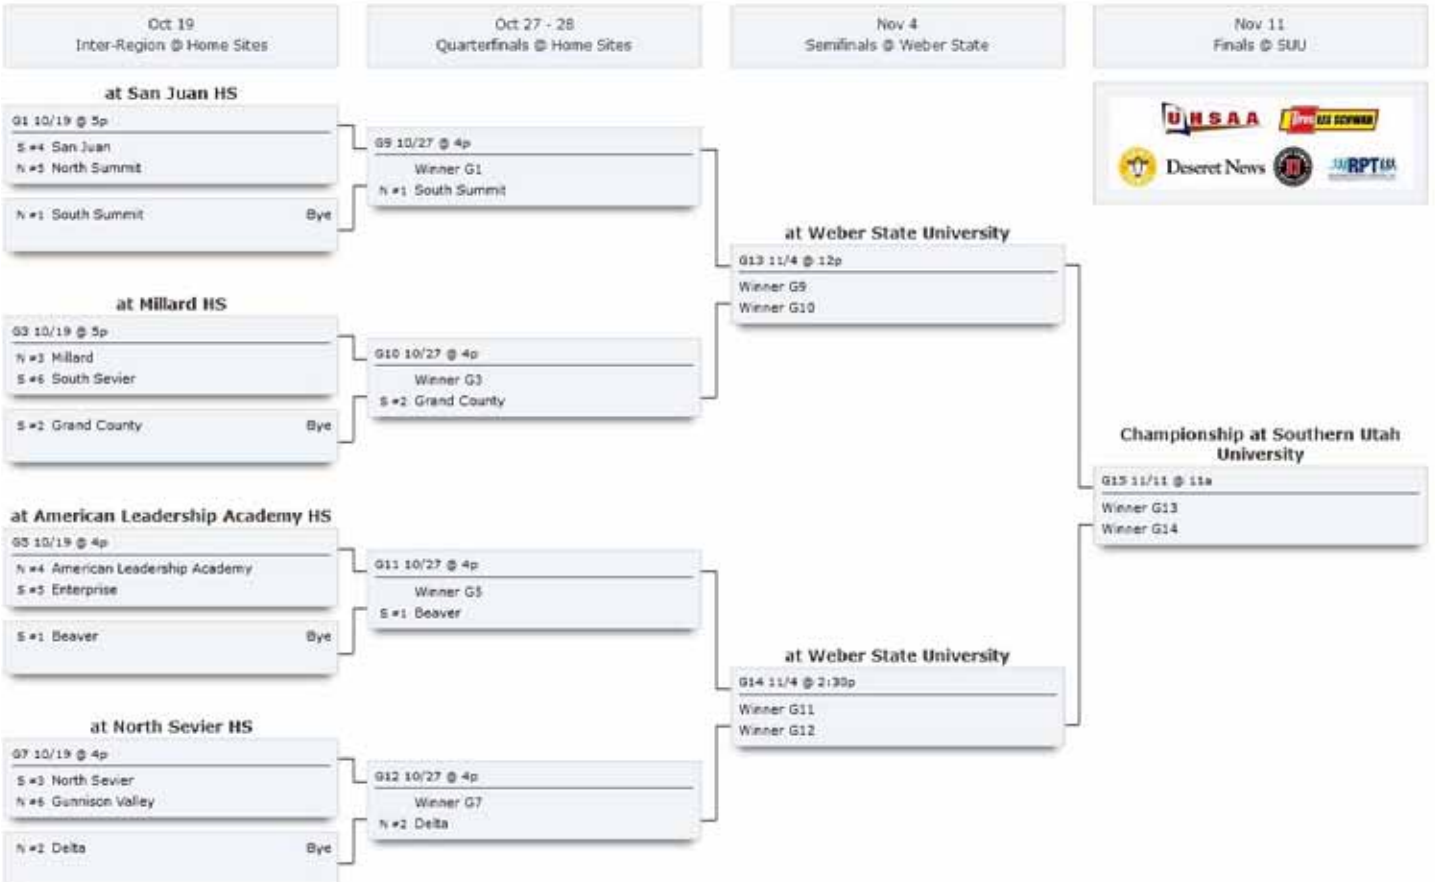 Oct 19
Inter-Region @ Home Sites
Oct 27 - 28
Quarterfinals @ Home Sites
Nov 4
Semifinals @ Weber State
Nov 11
Finals @ SUU
at San Juan HS
G1 10/19 @ 5p
S #4 San Juan
N #5 North Summit
N #1 South Summit Bye
at Millard HS
G3 10/19 @ 5p
N #3 Millard
S #6 South Sevier
S #2 Grand County Bye
at American Leadership Academy HS
G5 10/19 @ 4p
N #4 American Leadership Academy
S #5 Enterprise
S #1 Beaver Bye
at North Sevier HS
G7 10/19 @ 4p
S #3 North Sevier
N #6 Gunnison Valley
N #2 Delta Bye
G9 10/27 @ 4p
Winner G1
N #1 South Summit
G10 10/27 @ 4p
Winner G3
S #2 Grand County
G11 10/27 @ 4p
Winner G5
S #1 Beaver
G12 10/27 @ 4p
Winner G7
N #2 Delta
at Weber State University
G13 11/4 @ 12p
Winner G9
Winner G10
at Weber State University
G14 11/4 @ 2:30p
Winner G11
Winner G12
UHSAA
LES SCHWAB
Deseret News
RPT
Championship at Southern Utah
University
G15 11/11 @ 11a
Winner G13
Winner G14